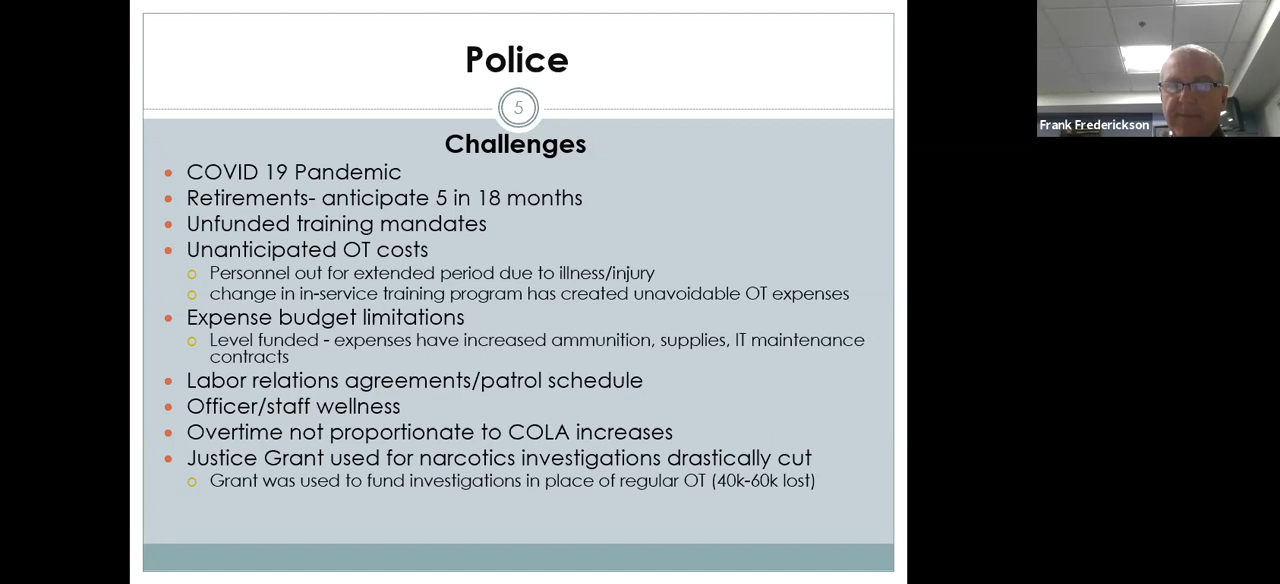 Police
5
Challenges
COVID 19 Pandemic
Retirements- anticipate 5 in 18 months
Unfunded training mandates
Unanticipated OT costs
Personnel out for extended period due to illness/injury
change in in-service training program has created unavoidable OT expenses
Expense budget limitations
Level funded - expenses have increased ammunition, supplies, IT maintenance
contracts
Labor relations agreements/patrol schedule
Officer/staff wellness
Overtime not proportionate to COLA increases
Justice Grant used for narcotics investigations drastically cut
Grant was used to fund investigations in place of regular OT (40k-60k lost)
Frank Frederickson